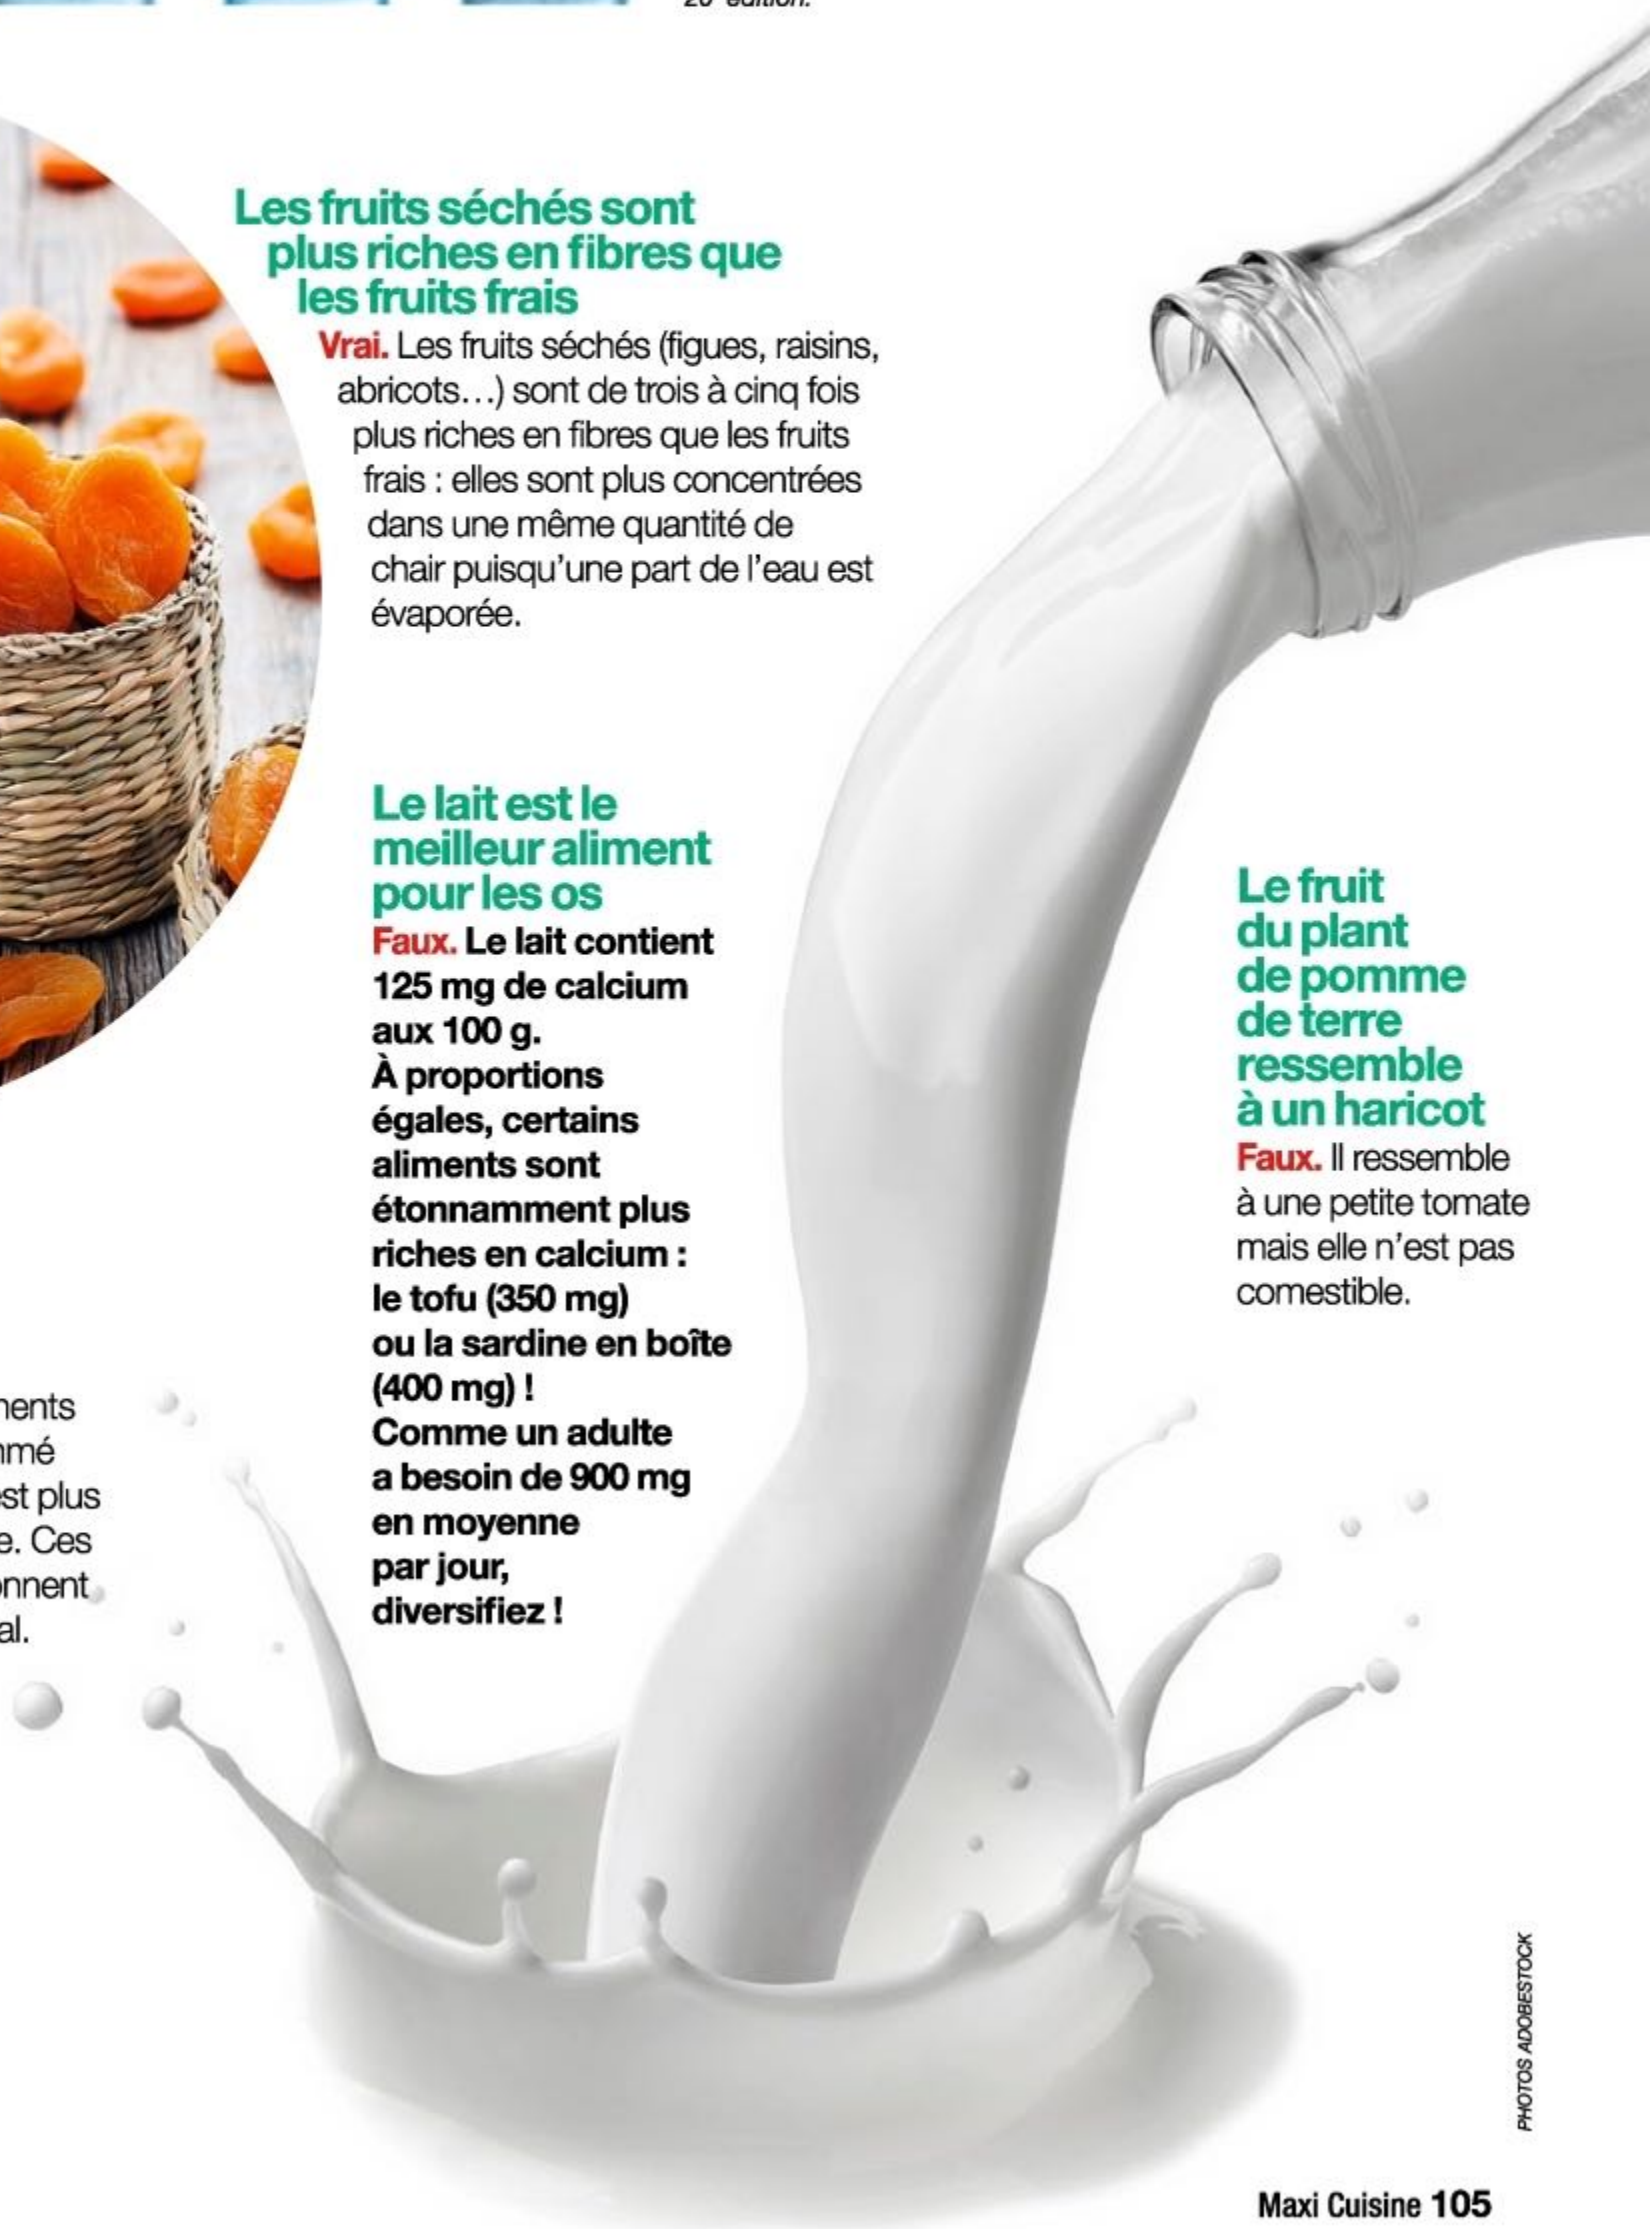 Les fruits séchés sont
plus riches en fibres que
les fruits frais
Vrai. Les fruits séchés (figues, raisins,
abricots…) sont de trois à cinq fois
plus riches en fibres que les fruits
frais : elles sont plus concentrées
dans une même quantité de
chair puisqu'une part de l'eau est
évaporée.
Le lait est le
meilleur aliment
pour les os
Faux. Le lait contient
125 mg de calcium
aux 100 g.
À proportions
égales, certains
aliments sont
étonnamment plus
riches en calcium :
le tofu (350 mg)
ou la sardine en boîte
(400 mg) !
Comme un adulte
a besoin de 900 mg
en moyenne
par jour,
diversifiez !
Le fruit
du plant
de pomme
de terre
ressemble
à un haricot
Faux. Il ressemble
à une petite tomate
mais elle n'est pas
comestible.
plus
. Ces
PHOTOS ADOBESTOCK
Maxi Cuisine 105